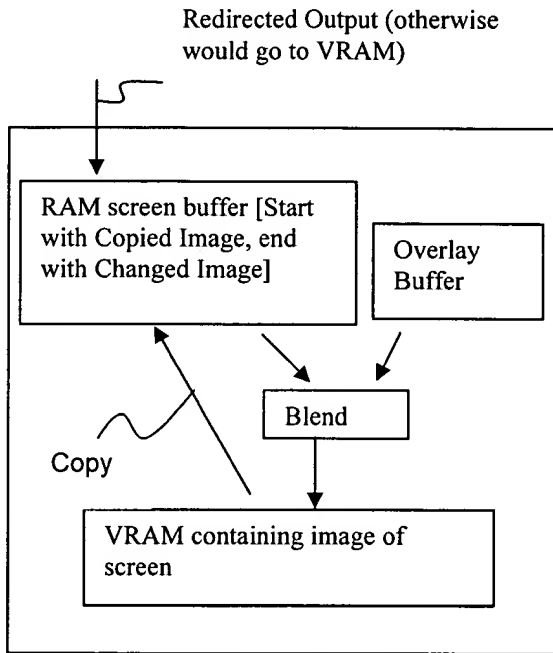 Redirected Output (otherwise
would go to VRAM)
RAM screen buffer [Start
with Copied Image, end
with Changed Image]
Overlay
Buffer
Blend
Copy
VRAM containing image of
screen